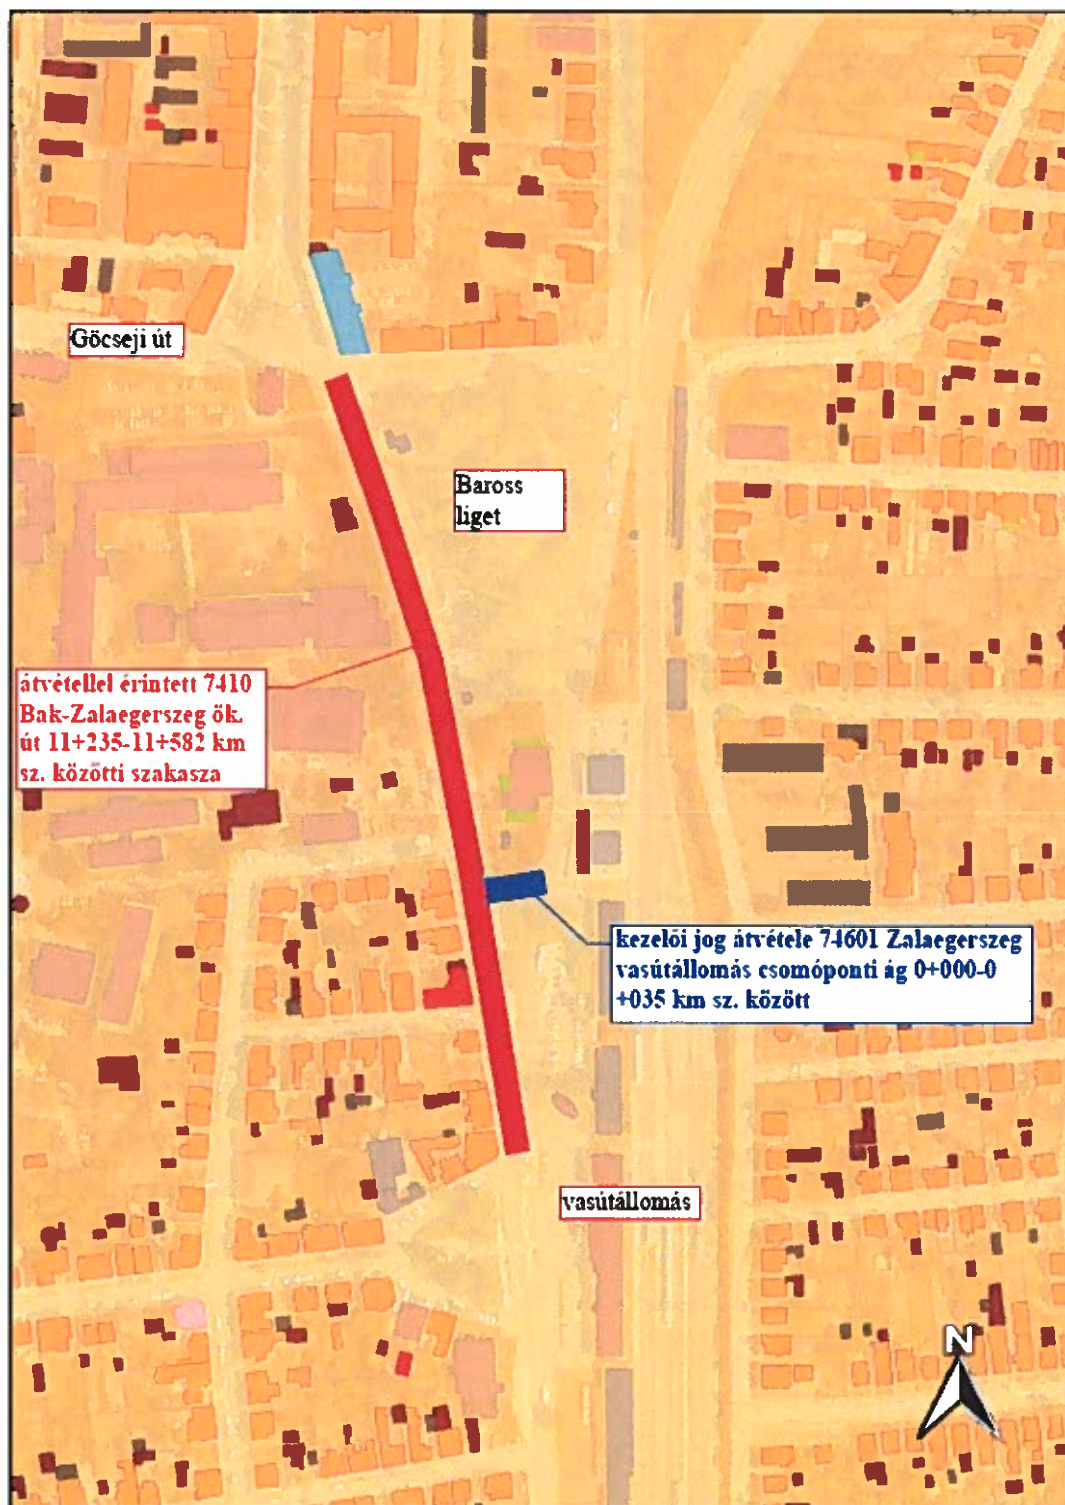 Göcseji út
Baross
liget
átvétellel érintett 7410
Bak-Zalaegerszeg ök.
út 11+235-11+582 km
sz. közötti szakasza
kezelői jog átvétele 74601 Zalaegerszeg
vasútállomás csomóponti ág 0+000-0
+035 km sz. között
vasútállomás
N